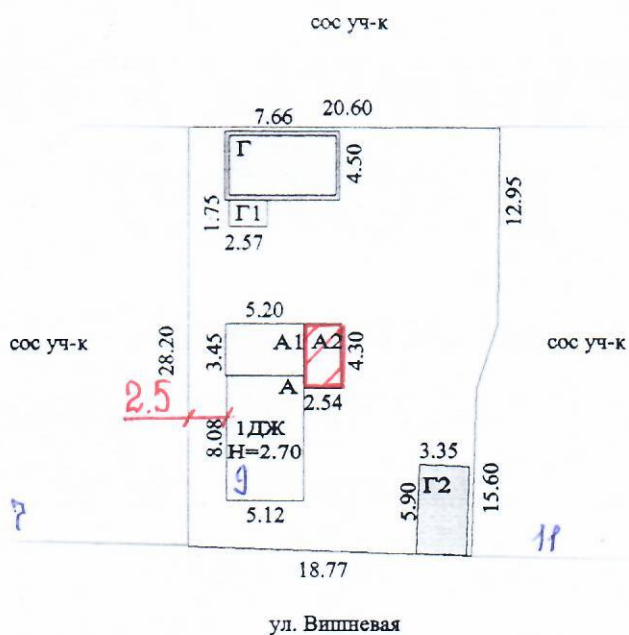 сос уч-к
7.66 20.60
Г
4.50
1.75
Г1
2.57
12.95
5.20
сос уч-к
28.20
3.45
А1 А2
4.30
сос уч-к
А
2.54
2.5
8.08
1ДЖ
Н=2.70
9
3.35
Г2
5.90
15.60
7
5.12
11
18.77
ул. Вишневая
сос уч-к